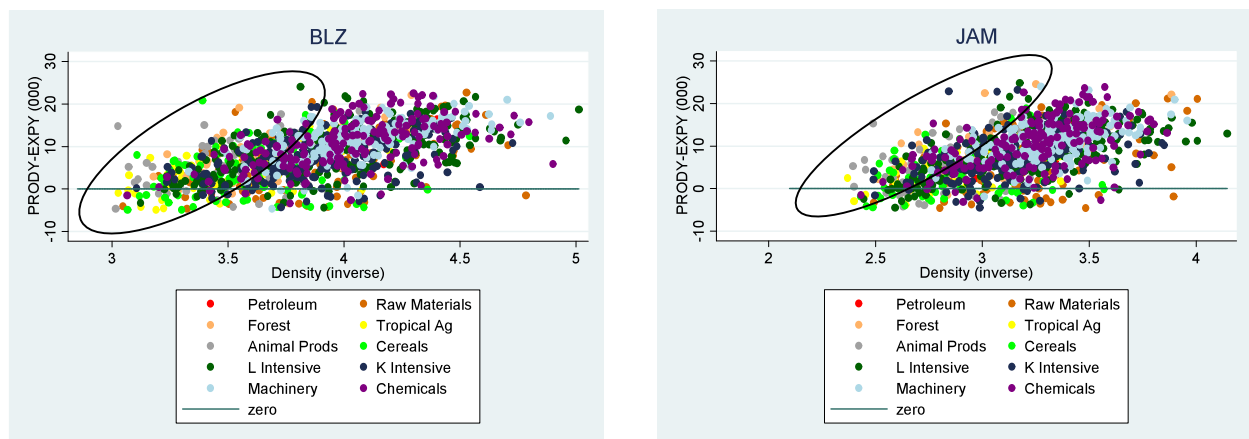 BLZ
PRODY-EXPY (000)
30
20
10
0
-10
3
3.5
4
4.5
5
Density (inverse)
Petroleum
Raw Materials
Forest
Tropical Ag
Animal Prods
Cereals
L Intensive
K Intensive
Machinery
Chemicals
zero
JAM
PRODY-EXPY (000)
30
20
10
0
-10
2
2.5
3
3.5
4
Density (inverse)
Petroleum
Raw Materials
Forest
Tropical Ag
Animal Prods
Cereals
L Intensive
K Intensive
Machinery
Chemicals
zero